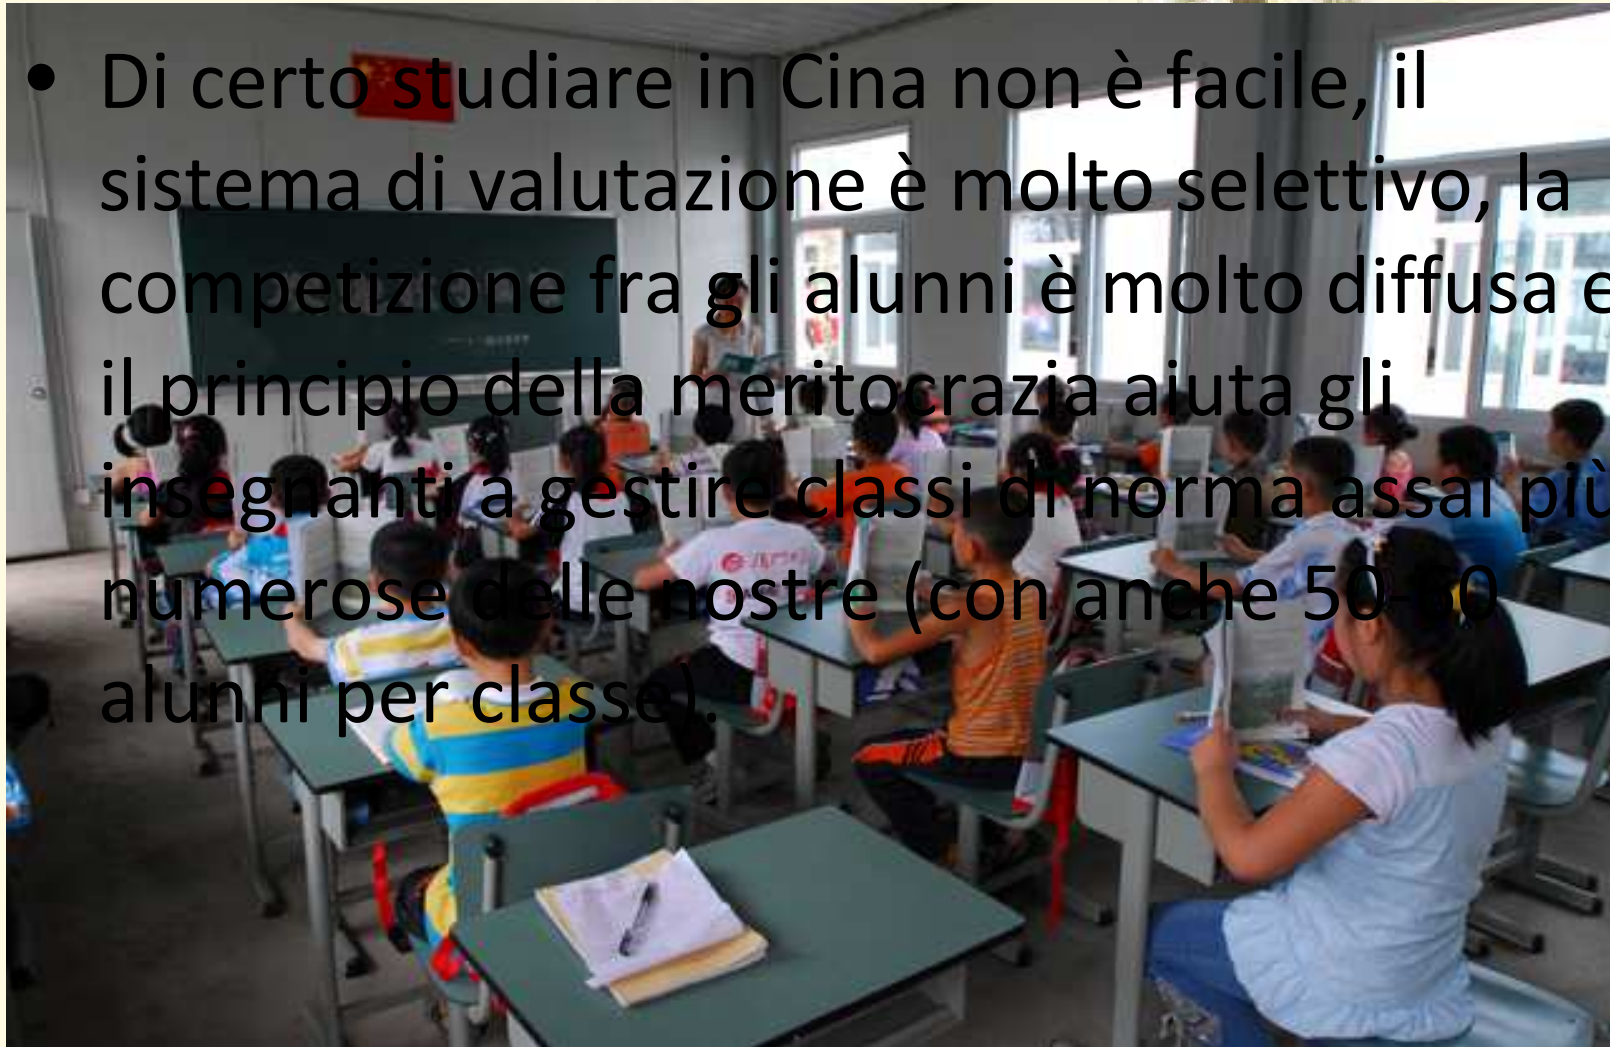 • Di certo studiare in Cina non è facile, il
sistema di valutazione è molto selettivo, la
competizione fra gli alunni è molto diffusa e
il principio della meritocrazia aiuta gli
insegnanti a gestire classi di norma assai più
numerose delle nostre (con anche 50-60
alunni per classe).